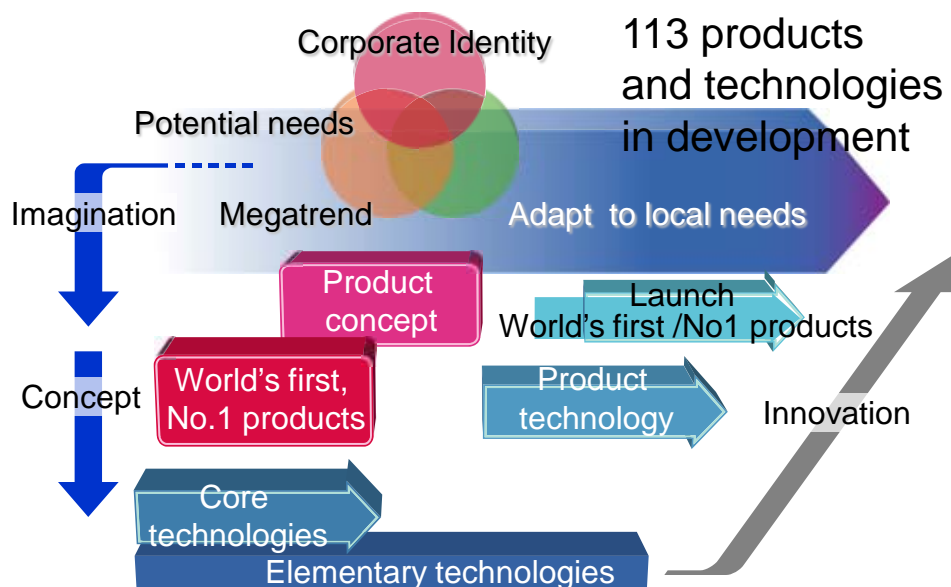 Corporate Identity
113 products
and technologies
in development
Potential needs
Imagination
Megatrend
Adapt  to local needs
Product
concept
Launch
World's first /No1 products
Concept
World's first,
No.1 products
Product
technology
Innovation
Core
technologies
Elementary technologies